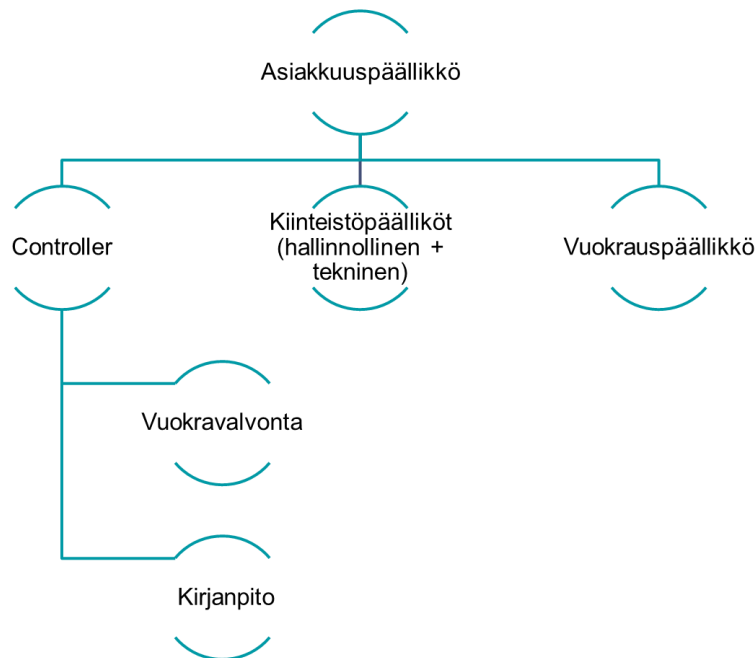 Asiakkuuspäällikkö
Controller
Kiinteistöpäälliköt
(hallinnollinen +
tekninen)
Vuokrauspäällikkö
Vuokravalvonta
Kirjanpito